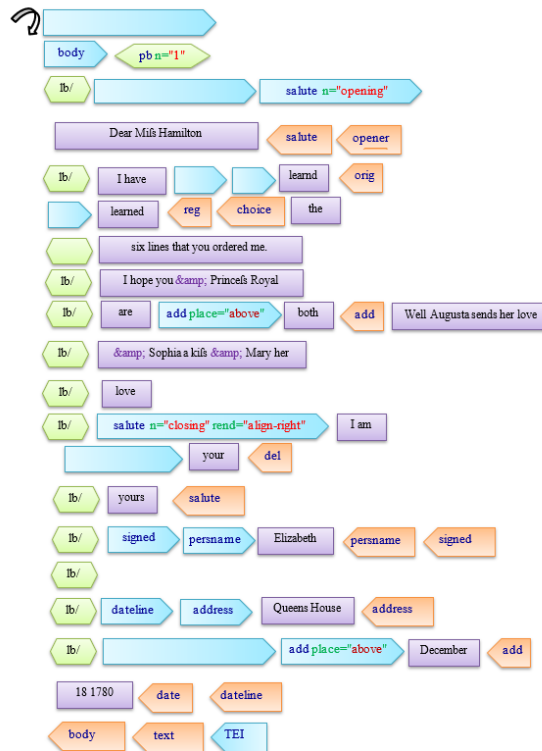 body pb n="1"
lb/ salute n="opening"
Dear Miſs Hamilton salute opener
lb/ I have learnd orig
learned reg choice the
six lines that you ordered me.
lb/ I hope you &amp; Princeſs Royal
lb/ are add place="above" both add Well Augusta sends her love
lb/ &amp; Sophia a kiſs &amp; Mary her
lb/ love
lb/ salute n="closing" rend="align-right" I am
your del
lb/ yours salute
lb/ signed persname Elizabeth persname signed
lb/
lb/ dateline address Queens House address
lb/ add place="above" December add
18 1780 date dateline
body text TEI